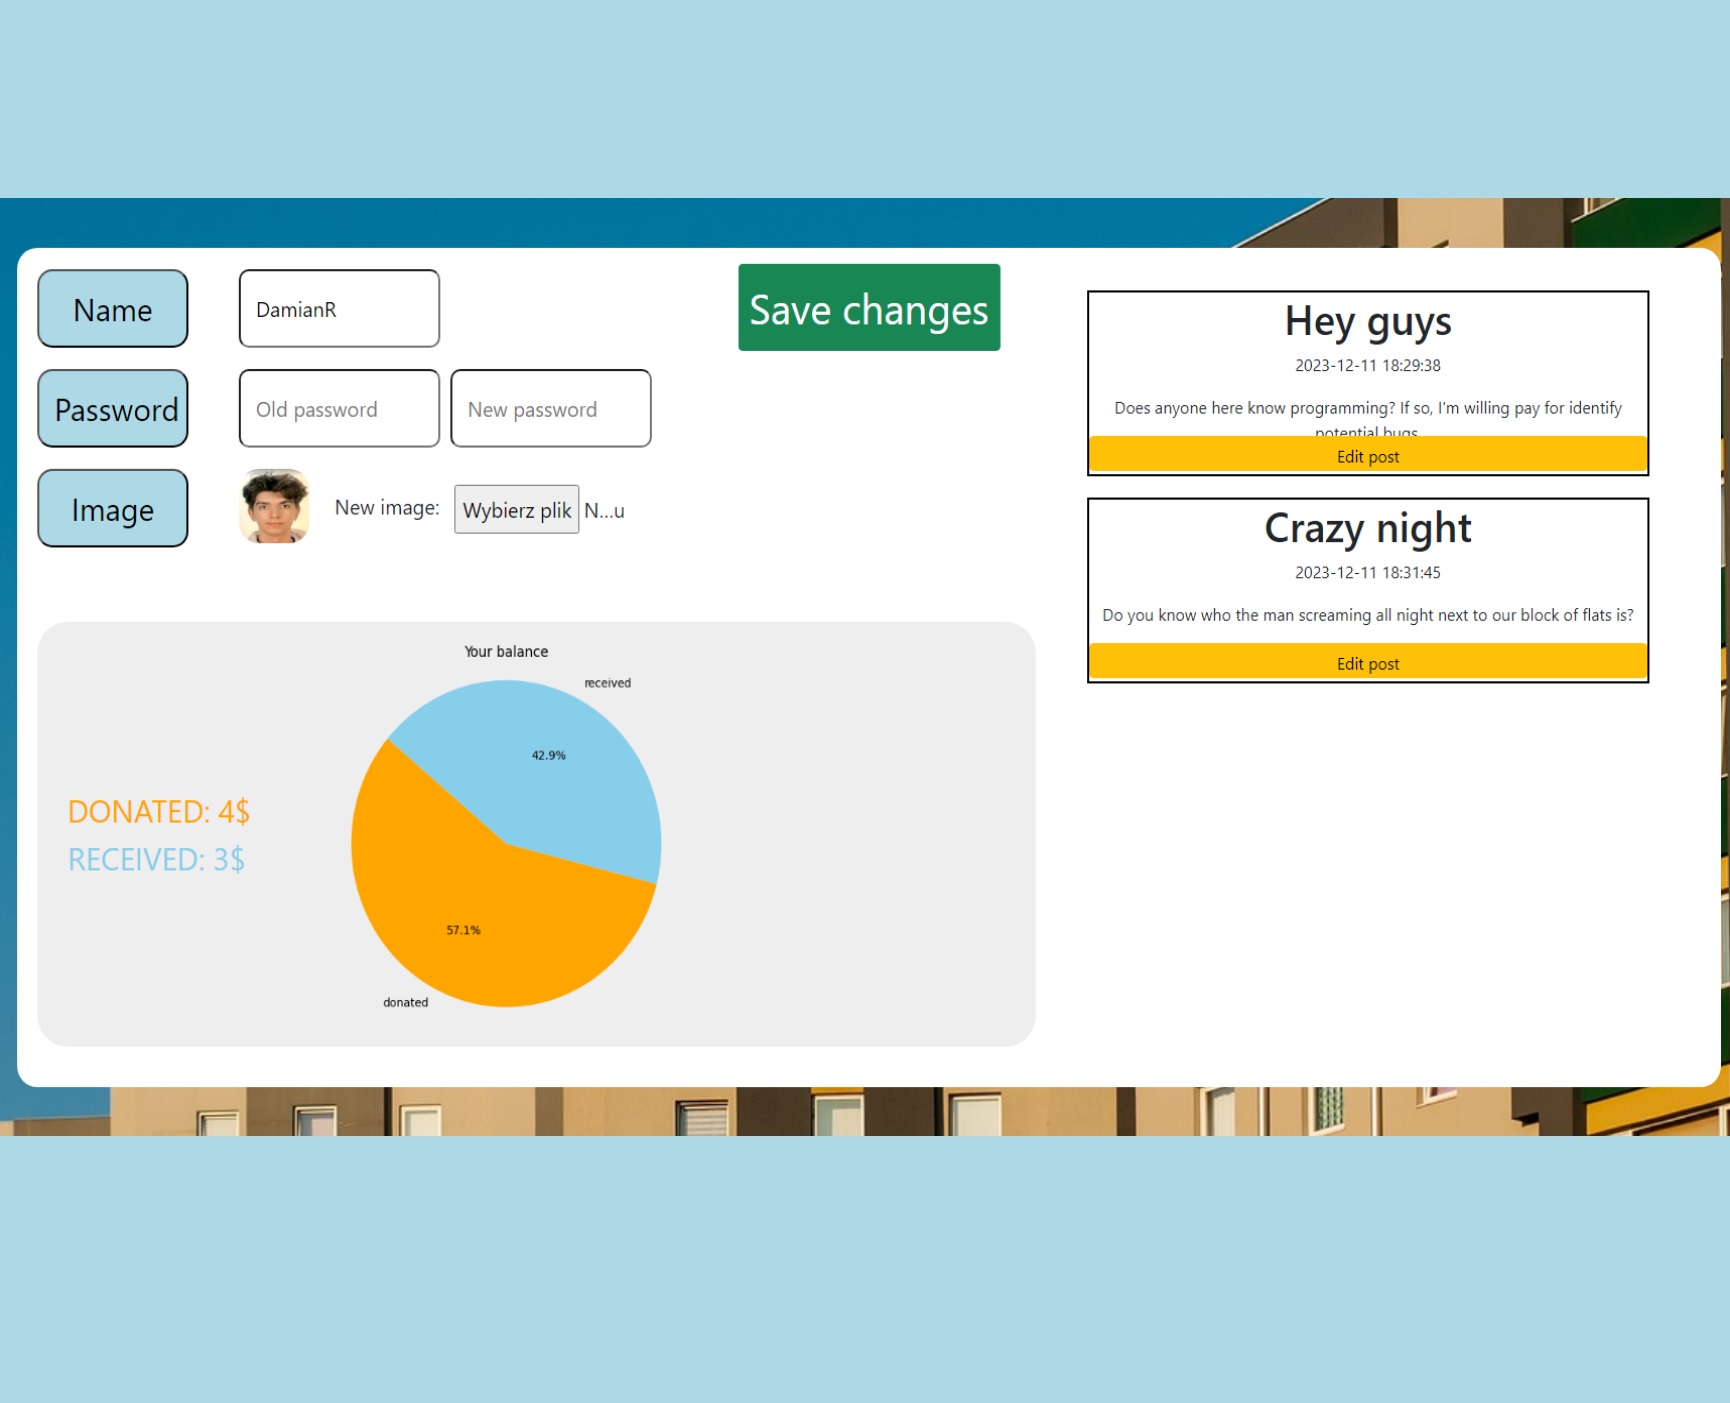 Name
DamianR
Save changes
Password
Old password
New password
Image
New image:
Wybierz plik N...u
Your balance
received
42.9%
DONATED: 4$
RECEIVED: 3$
57.1%
donated
Hey guys
2023-12-11 18:29:38
Does anyone here know programming? If so, I'm willing pay for identify
potential bugs
Edit post
Crazy night
2023-12-11 18:31:45
Do you know who the man screaming all night next to our block of flats is?
Edit post